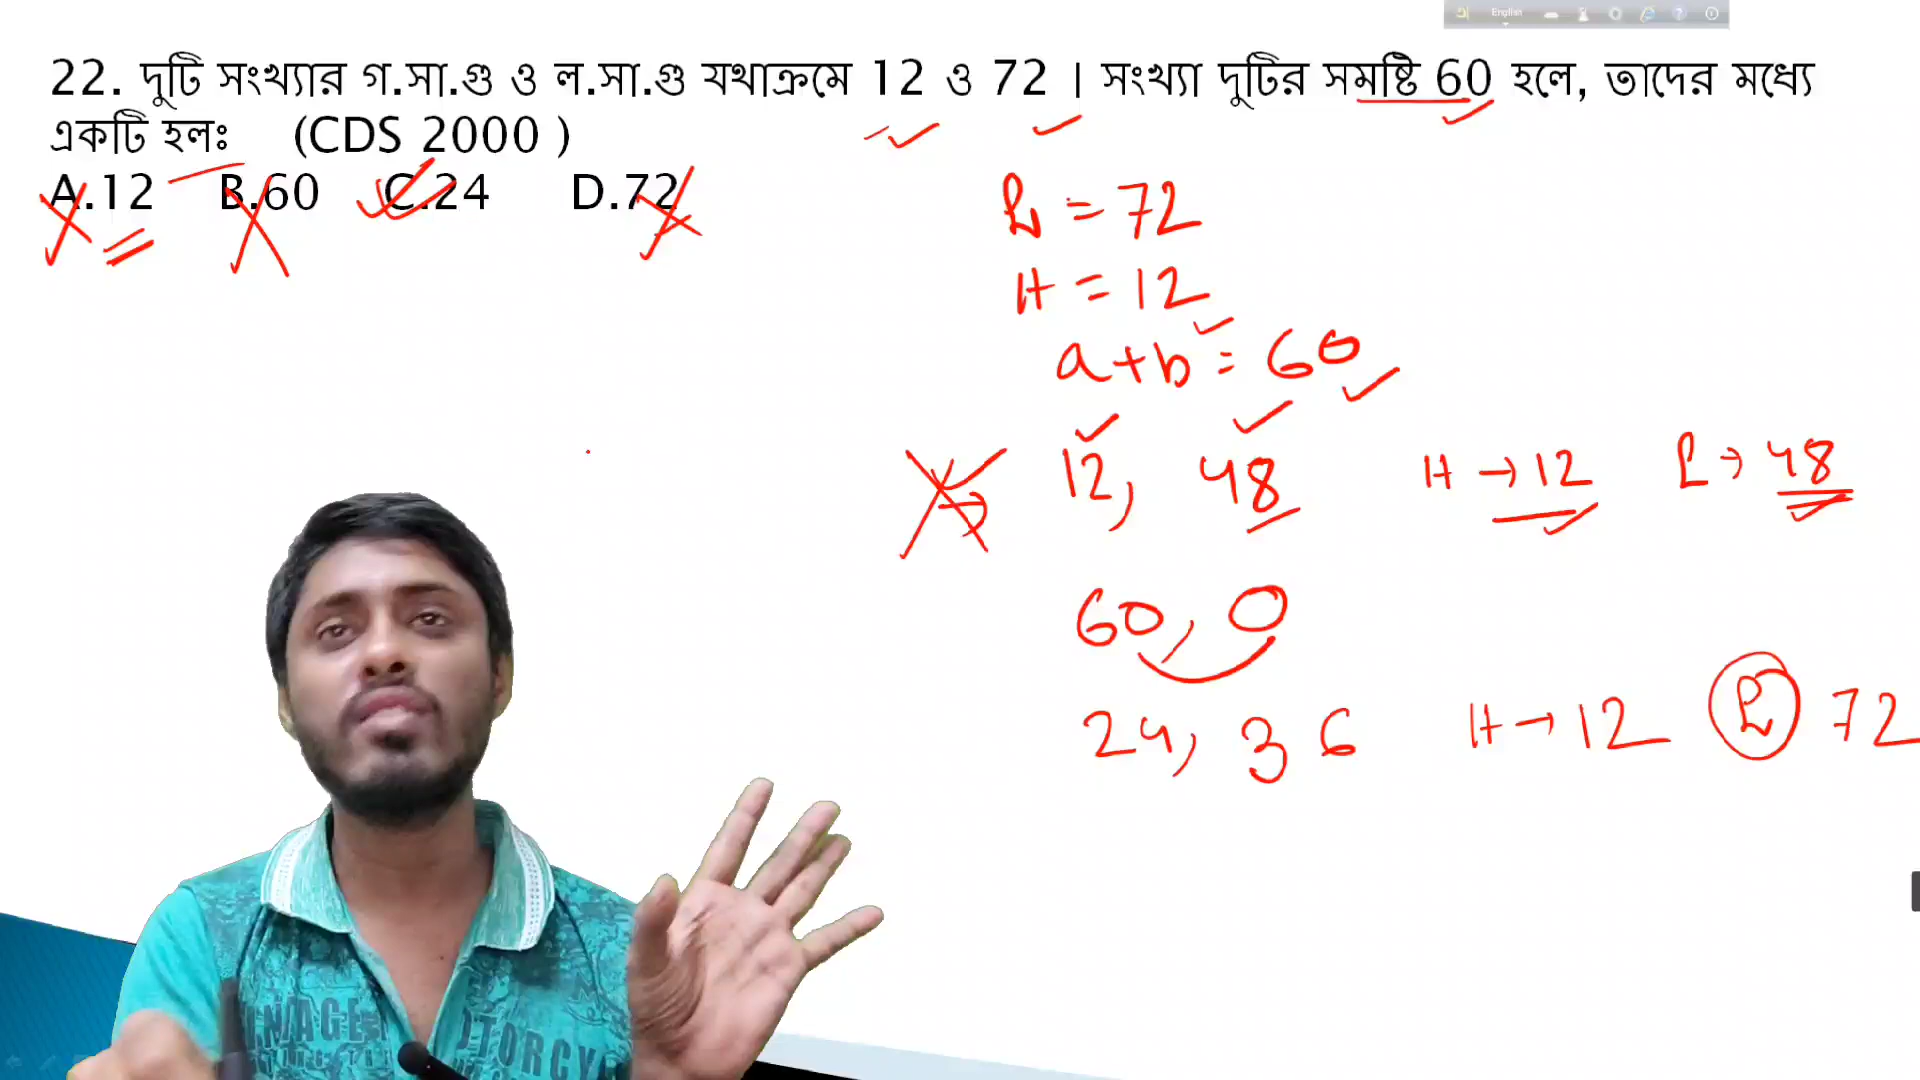 English
22. দুটি সংখ্যার গ.সা.গু ও ল.সা.গু যথাক্রমে 12 ও 72 । সংখ্যা দুটির সমষ্টি 60 হলে, তাদের মধ্যে
একটি হলঃ (CDS 2000 )
A.12 B.60 C.24 D.72
L = 72
H = 12
a+b = 60
12, 48 H → 12 L → 48
60, 0
24, 36 H → 12 L 72